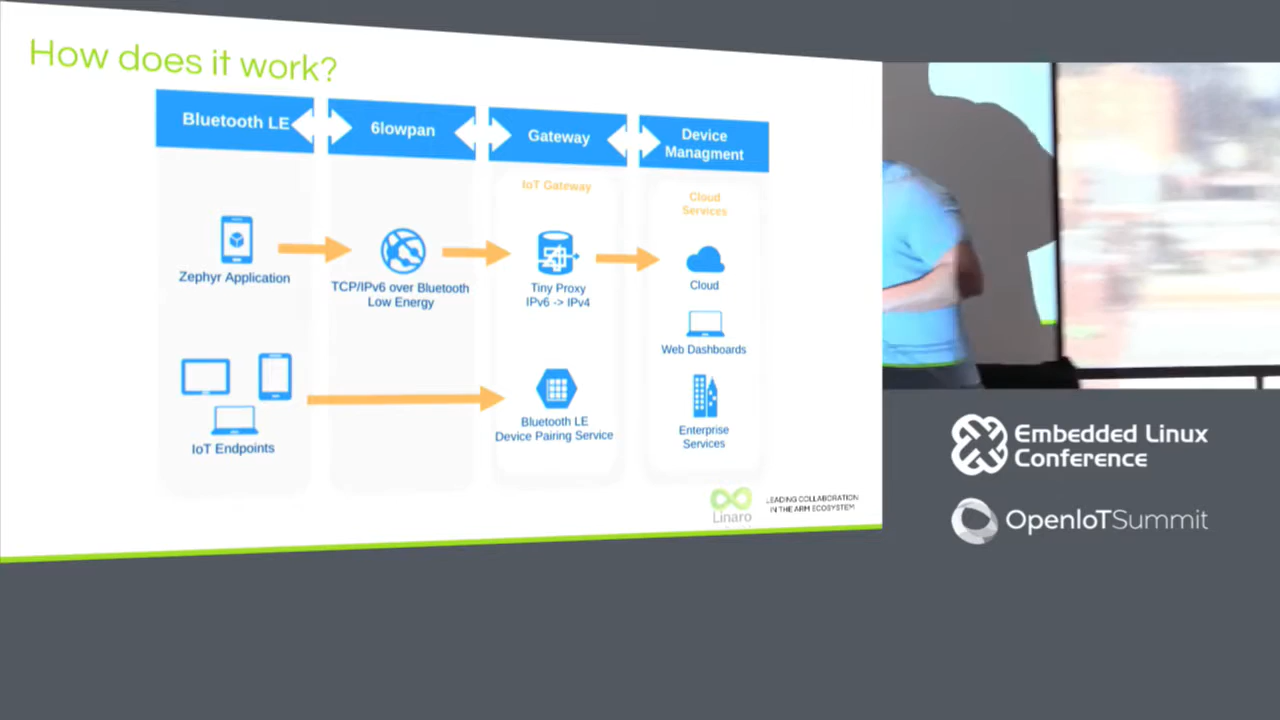 How does it work?
Bluetooth LE
6lowpan
Gateway
Device
Managment
IoT Gateway
Cloud
Services
Zephyr Application
TCP/IPv6 over Bluetooth
Low Energy
Tiny Proxy
IPv6 -> IPv4
Cloud
Web Dashboards
IoT Endpoints
Bluetooth LE
Device Pairing Service
Enterprise
Services
Linaro
LEADING COLLABORATION
IN THE ARM ECOSYSTEM
Embedded Linux
Conference
OpenIoTSummit